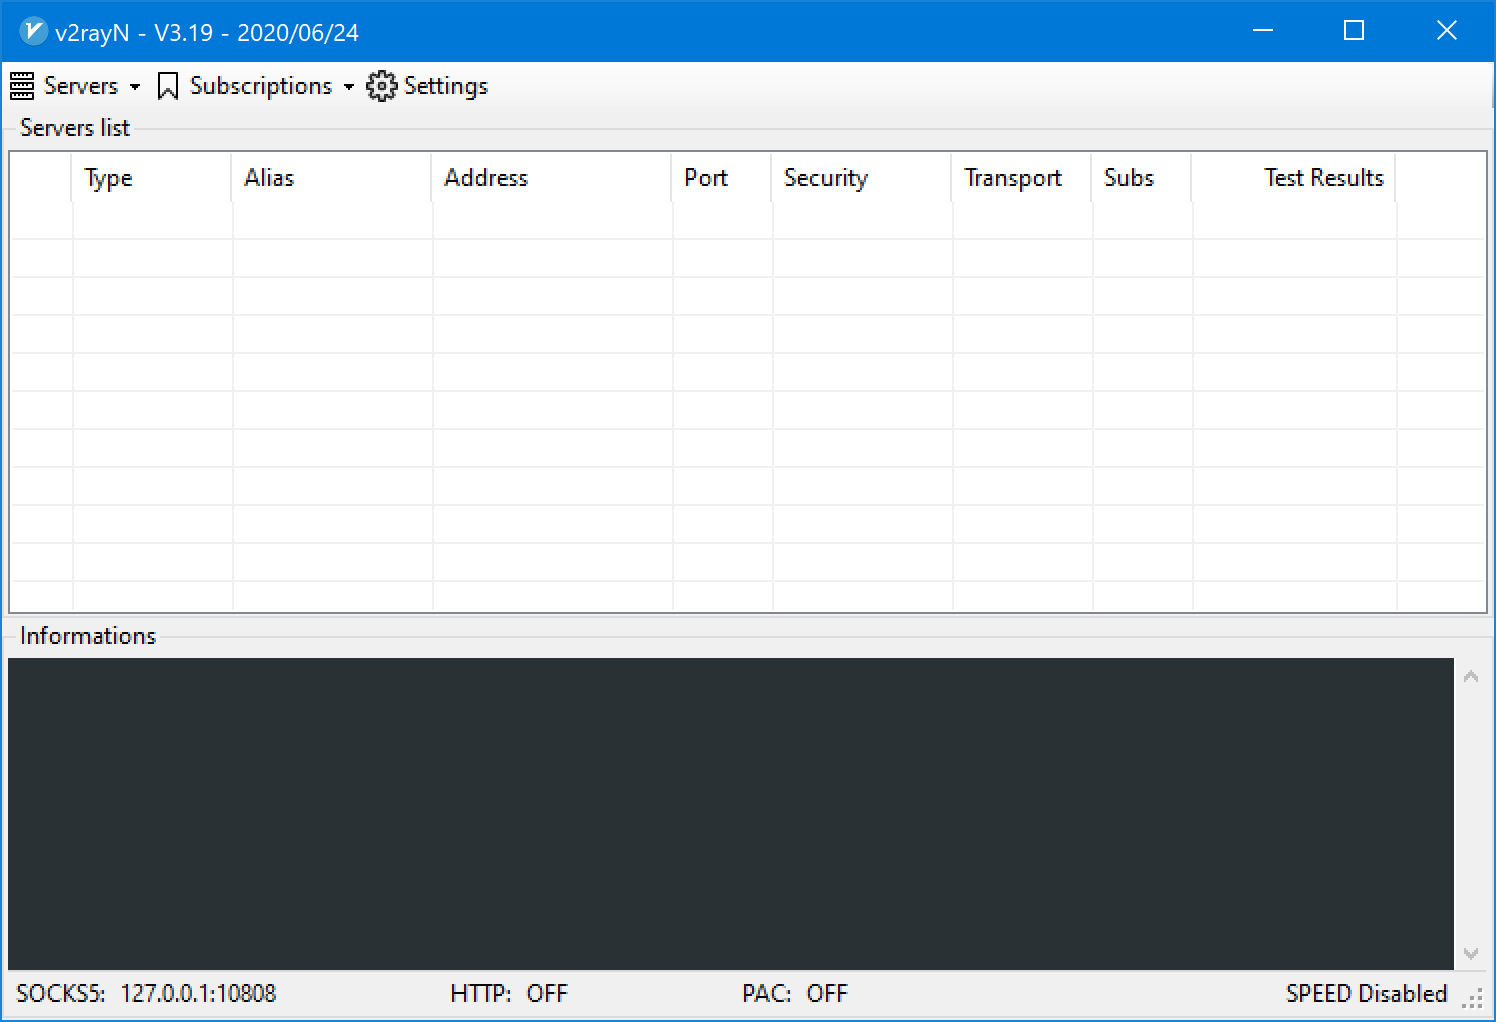 v2rayN - V3.19 - 2020/06/24
Servers Subscriptions Settings
Servers list
Type Alias Address Port Security Transport Subs Test Results
Informations
SOCKS5: 127.0.0.1:10808 HTTP: OFF PAC: OFF SPEED Disabled